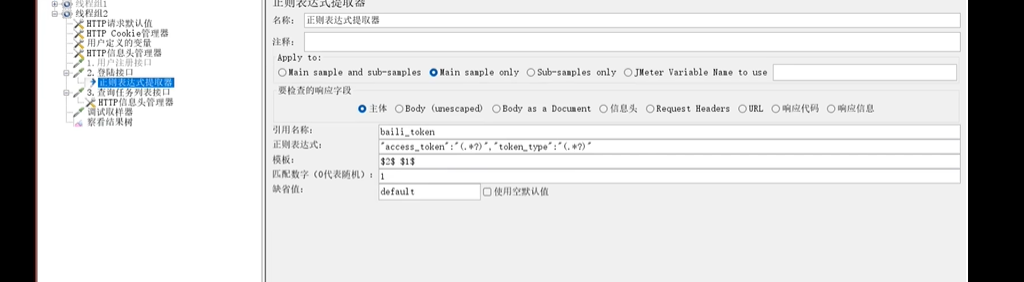 线程组1
线程组2
HTTP请求默认值
HTTP Cookie管理器
用户定义的变量
HTTP信息头管理器
1. 用户注册接口
2. 登陆接口
正则表达式提取器
3. 查询任务列表接口
HTTP信息头管理器
调试取样器
察看结果树
正则表达式提取器
名称： 正则表达式提取器
注释：
Apply to:
Main sample and sub-samples Main sample only Sub-samples only JMeter Variable Name to use
要检查的响应字段
主体 Body (unescaped) Body as a Document 信息头 Request Headers URL 响应代码 响应信息
引用名称： baili_token
正则表达式： "access_token":"(.*?)","token_type":"(.*?)"
模板： $2$ $1$
匹配数字（0代表随机）： 1
缺省值： default 使用空默认值